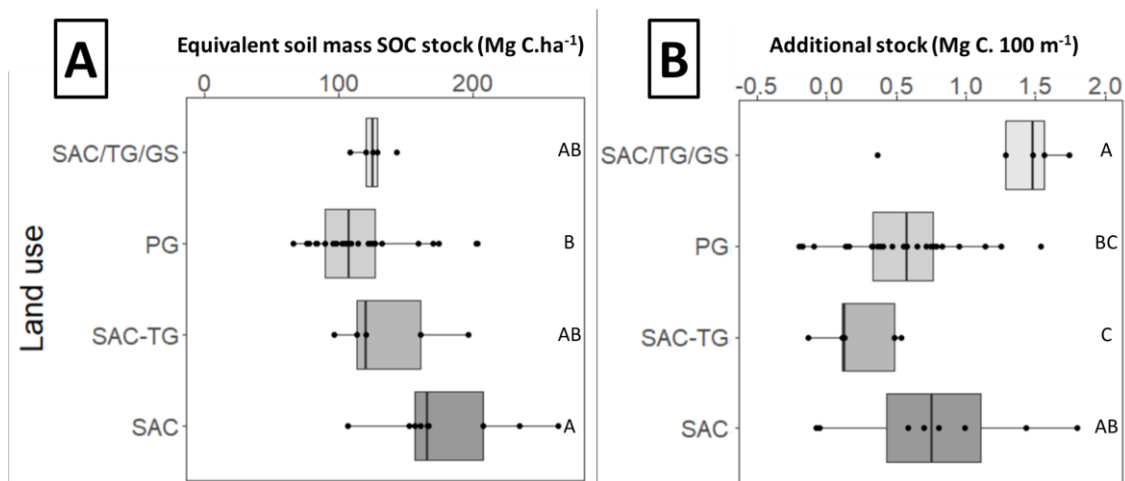 A
Equivalent soil mass SOC stock (Mg C.ha⁻¹)
0 100 200
Land use
SAC/TG/GS AB
PG B
SAC-TG AB
SAC A
B
Additional stock (Mg C. 100 m⁻¹)
-0,5 0,0 0,5 1,0 1,5 2,0
SAC/TG/GS A
PG BC
SAC-TG C
SAC AB